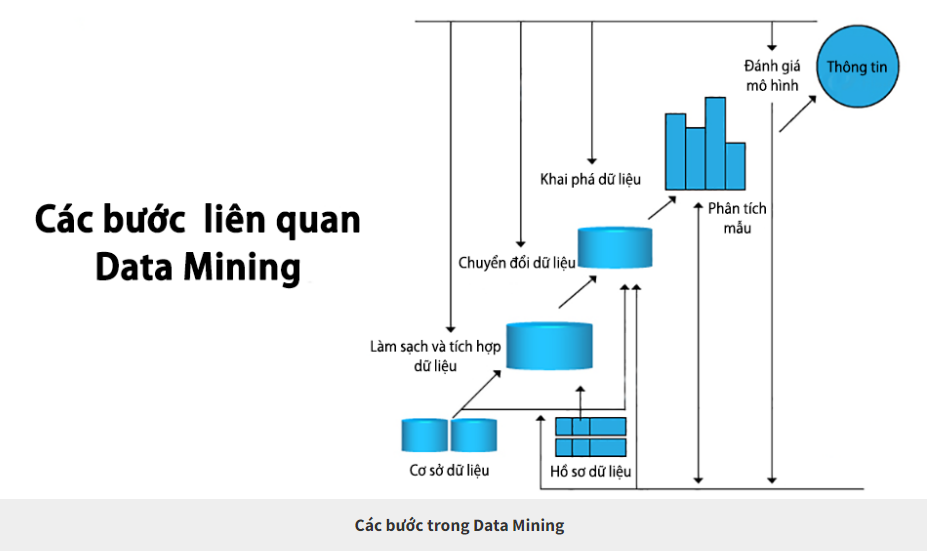 Các bước liên quan
Data Mining
Đánh giá
mô hình
Thông tin
Khai phá dữ liệu
Phân tích
mẫu
Chuyển đổi dữ liệu
Làm sạch và tích hợp
dữ liệu
Cơ sở dữ liệu
Hồ sơ dữ liệu
Các bước trong Data Mining